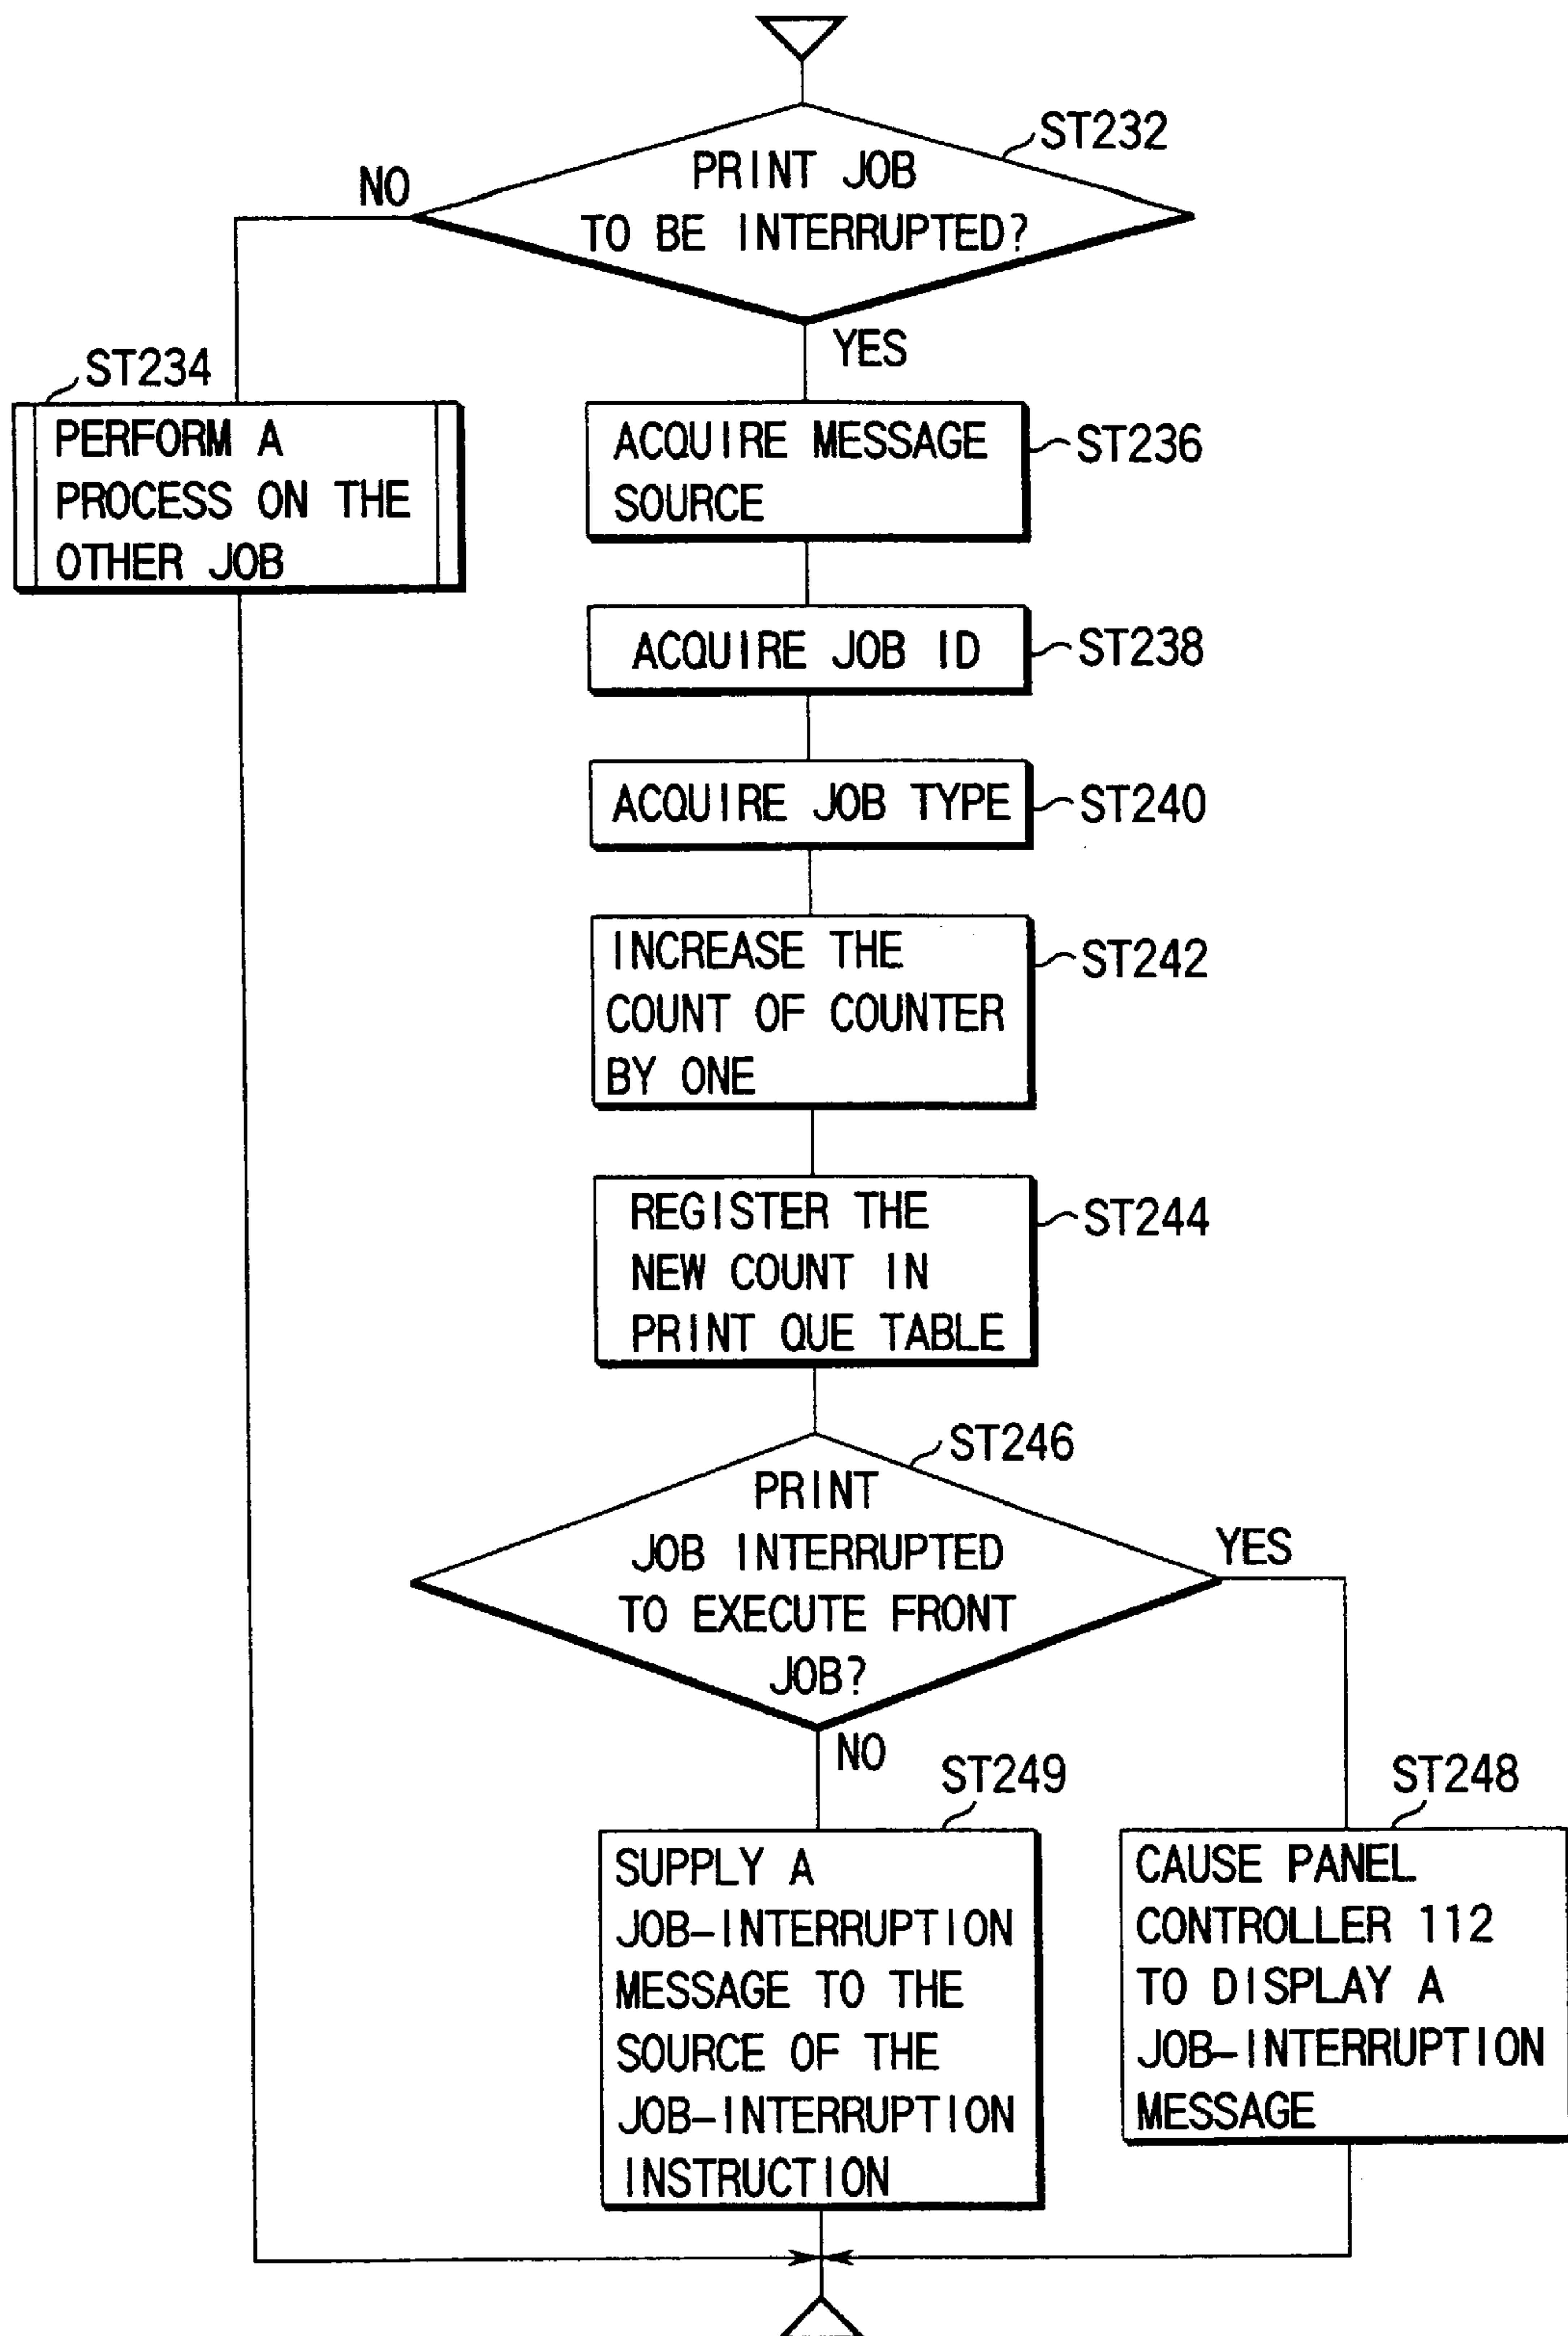 ST232
PRINT JOB
TO BE INTERRUPTED?
NO
YES
ST234
PERFORM A
PROCESS ON THE
OTHER JOB
ACQUIRE MESSAGE
SOURCE
ST236
ACQUIRE JOB ID
ST238
ACQUIRE JOB TYPE
ST240
INCREASE THE
COUNT OF COUNTER
BY ONE
ST242
REGISTER THE
NEW COUNT IN
PRINT QUE TABLE
ST244
ST246
PRINT
JOB INTERRUPTED
TO EXECUTE FRONT
JOB?
YES
NO
ST249
SUPPLY A
JOB-INTERRUPTION
MESSAGE TO THE
SOURCE OF THE
JOB-INTERRUPTION
INSTRUCTION
ST248
CAUSE PANEL
CONTROLLER 112
TO DISPLAY A
JOB-INTERRUPTION
MESSAGE